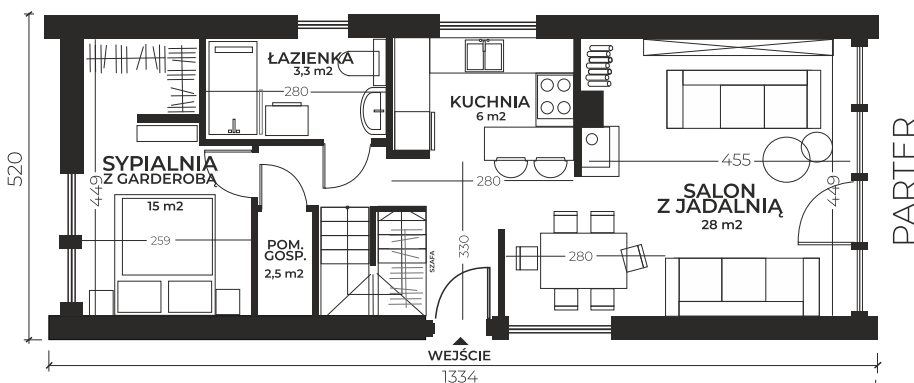 ŁAZIENKA
3,3 m2
280
KUCHNIA
6 m2
SYPIALNIA
Z GARDEROBĄ
15 m2
449
259
POM.
GOSP.
2,5 m2
SZAFA
280
330
280
455
449
SALON
Z JADALNIĄ
28 m2
PARTER
520
WEJŚCIE
1334